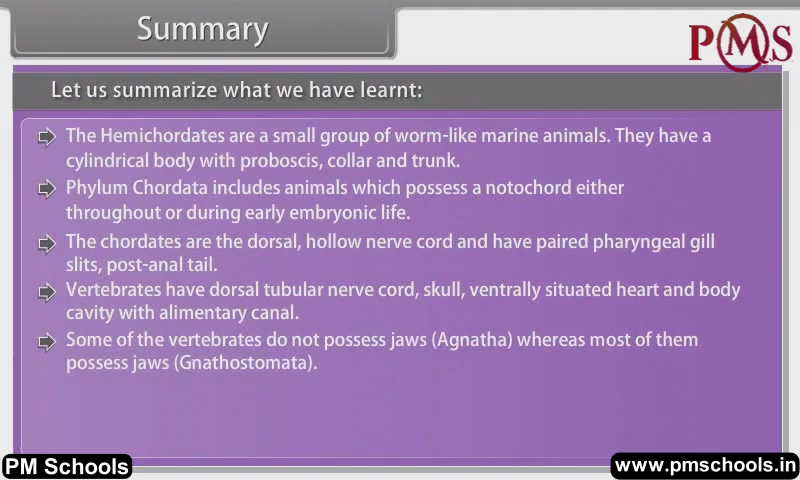 Summary
PMS
Let us summarize what we have learnt:
The Hemichordates are a small group of worm-like marine animals. They have a
cylindrical body with proboscis, collar and trunk.
Phylum Chordata includes animals which possess a notochord either
throughout or during early embryonic life.
The chordates are the dorsal, hollow nerve cord and have paired pharyngeal gill
slits, post-anal tail.
Vertebrates have dorsal tubular nerve cord, skull, ventrally situated heart and body
cavity with alimentary canal.
Some of the vertebrates do not possess jaws (Agnatha) whereas most of them
possess jaws (Gnathostomata).
PM Schools
www.pmschools.in